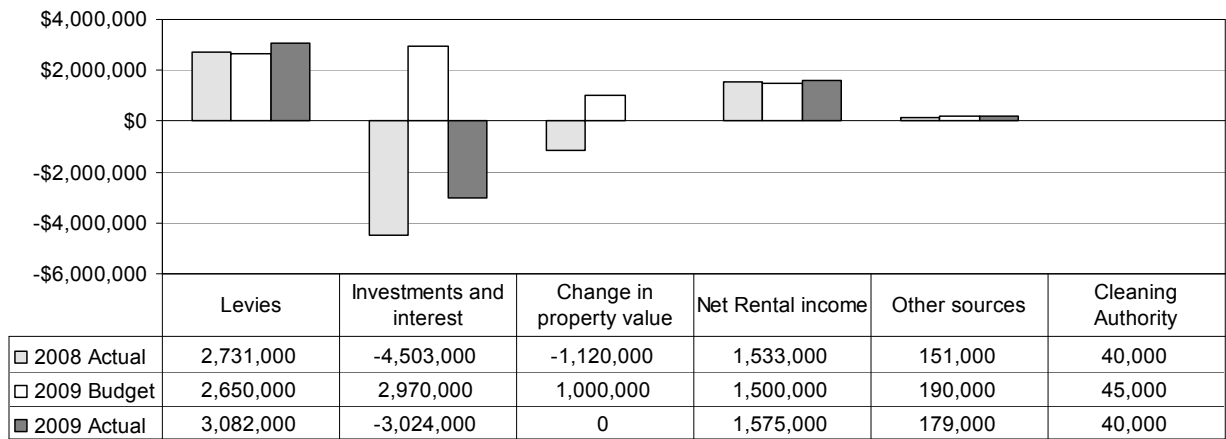 $4,000,000
$2,000,000
$0
-$2,000,000
-$4,000,000
-$6,000,000
Levies Investments and interest Change in property value Net Rental income Other sources Cleaning Authority
2008 Actual 2,731,000 -4,503,000 -1,120,000 1,533,000 151,000 40,000
2009 Budget 2,650,000 2,970,000 1,000,000 1,500,000 190,000 45,000
2009 Actual 3,082,000 -3,024,000 0 1,575,000 179,000 40,000